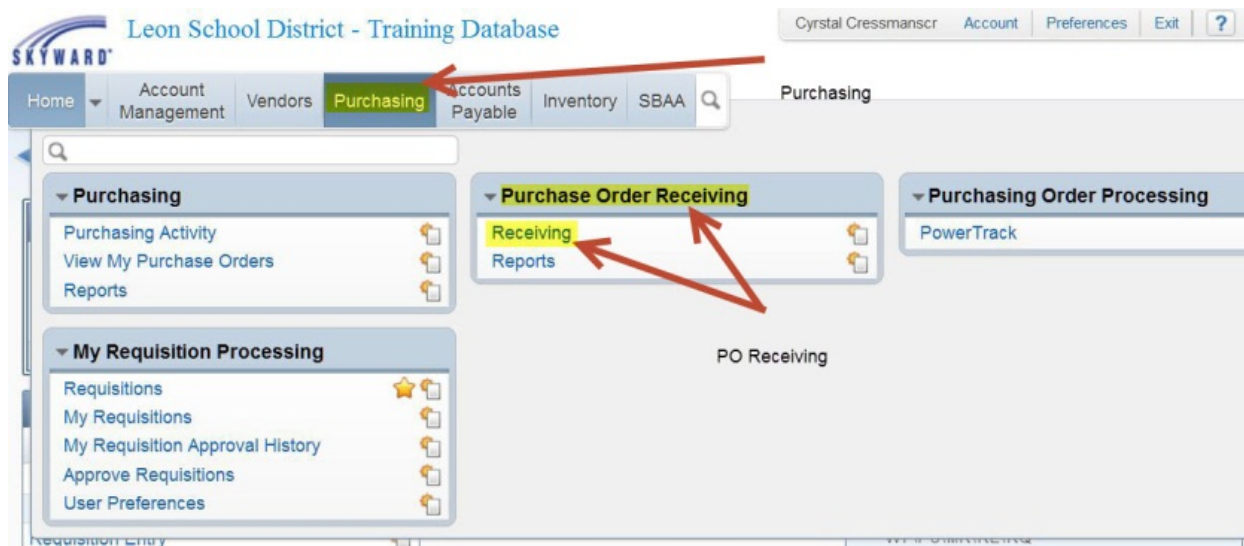 SKYWARD®
Leon School District - Training Database
Cyrstal Cressmanscr Account Preferences Exit ?
Home Account Management Vendors Purchasing Accounts Payable Inventory SBAA
Purchasing
Purchasing
Purchasing Activity
View My Purchase Orders
Reports
Purchase Order Receiving
Receiving
Reports
Purchasing Order Processing
PowerTrack
PO Receiving
My Requisition Processing
Requisitions
My Requisitions
My Requisition Approval History
Approve Requisitions
User Preferences
Requisition Entry